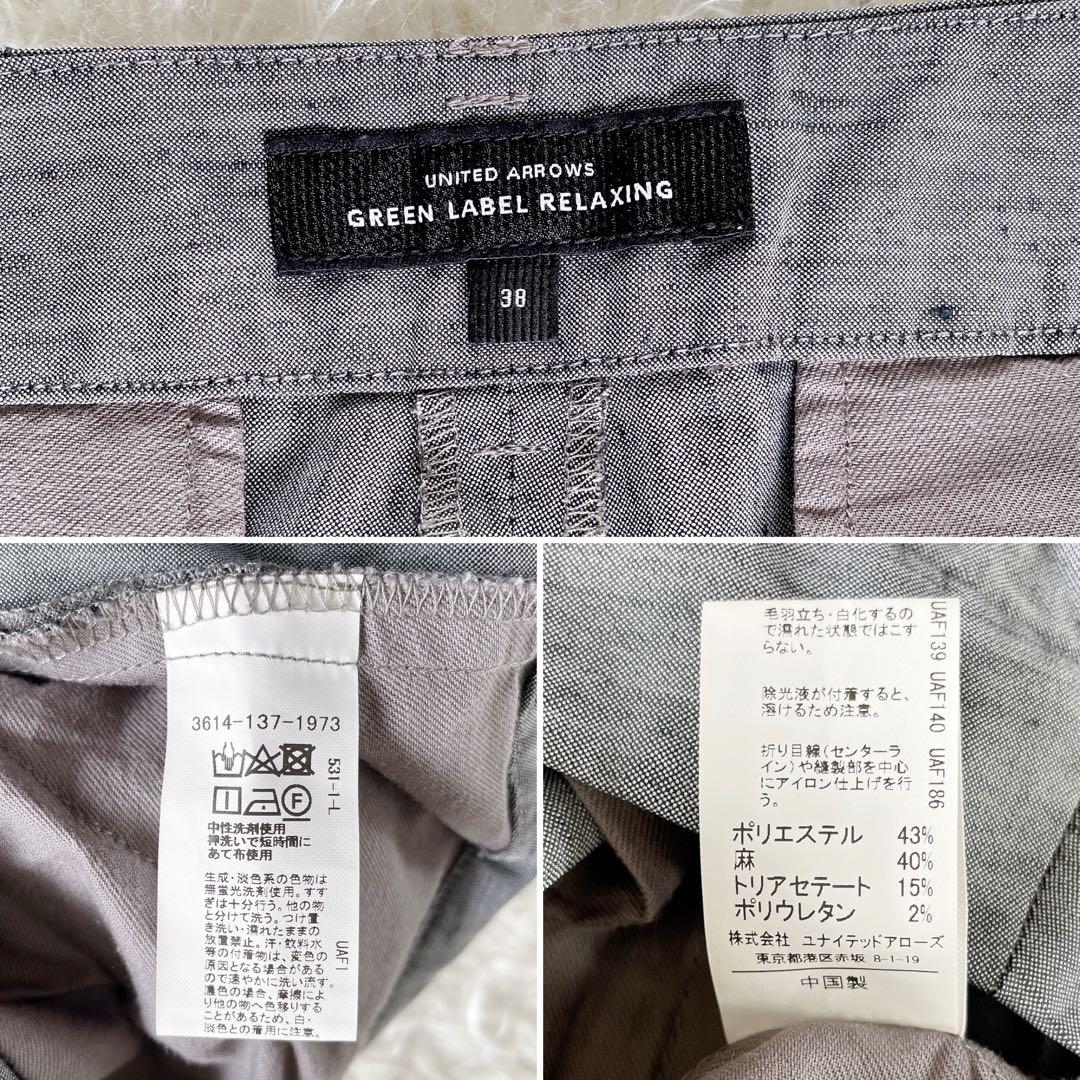 UNITED ARROWS
GREEN LABEL RELAXING
38
3614-137-1973
531-1-L
F
中性洗剤使用
押洗いで短時間に
あて布使用
生成・淡色系の色物は
無蛍光洗剤使用。すす
ぎは十分行う。他の物
と分けて洗う。つけ置
き洗い・濡れたままの
放置禁止。汗・飲料水
等の付着物は、変色の
原因となる場合がある
ので速やかに洗い流す。
濃色の場合、摩擦によ
り他の物へ色移りする
ことがあるため、白・
淡色との着用に注意。
UAF1
毛羽立ち・白化するの
で濡れた状態ではこす
らない。
除光液が付着すると、
溶けるため注意。
折り目線(センターラ
イン)や縫製部を中心
にアイロン仕上げを行
う。
UAF139 UAF140 UAF186
ポリエステル 43%
麻 40%
トリアセテート 15%
ポリウレタン 2%
株式会社 ユナイテッドアローズ
東京都港区赤坂 8-1-19
中国製